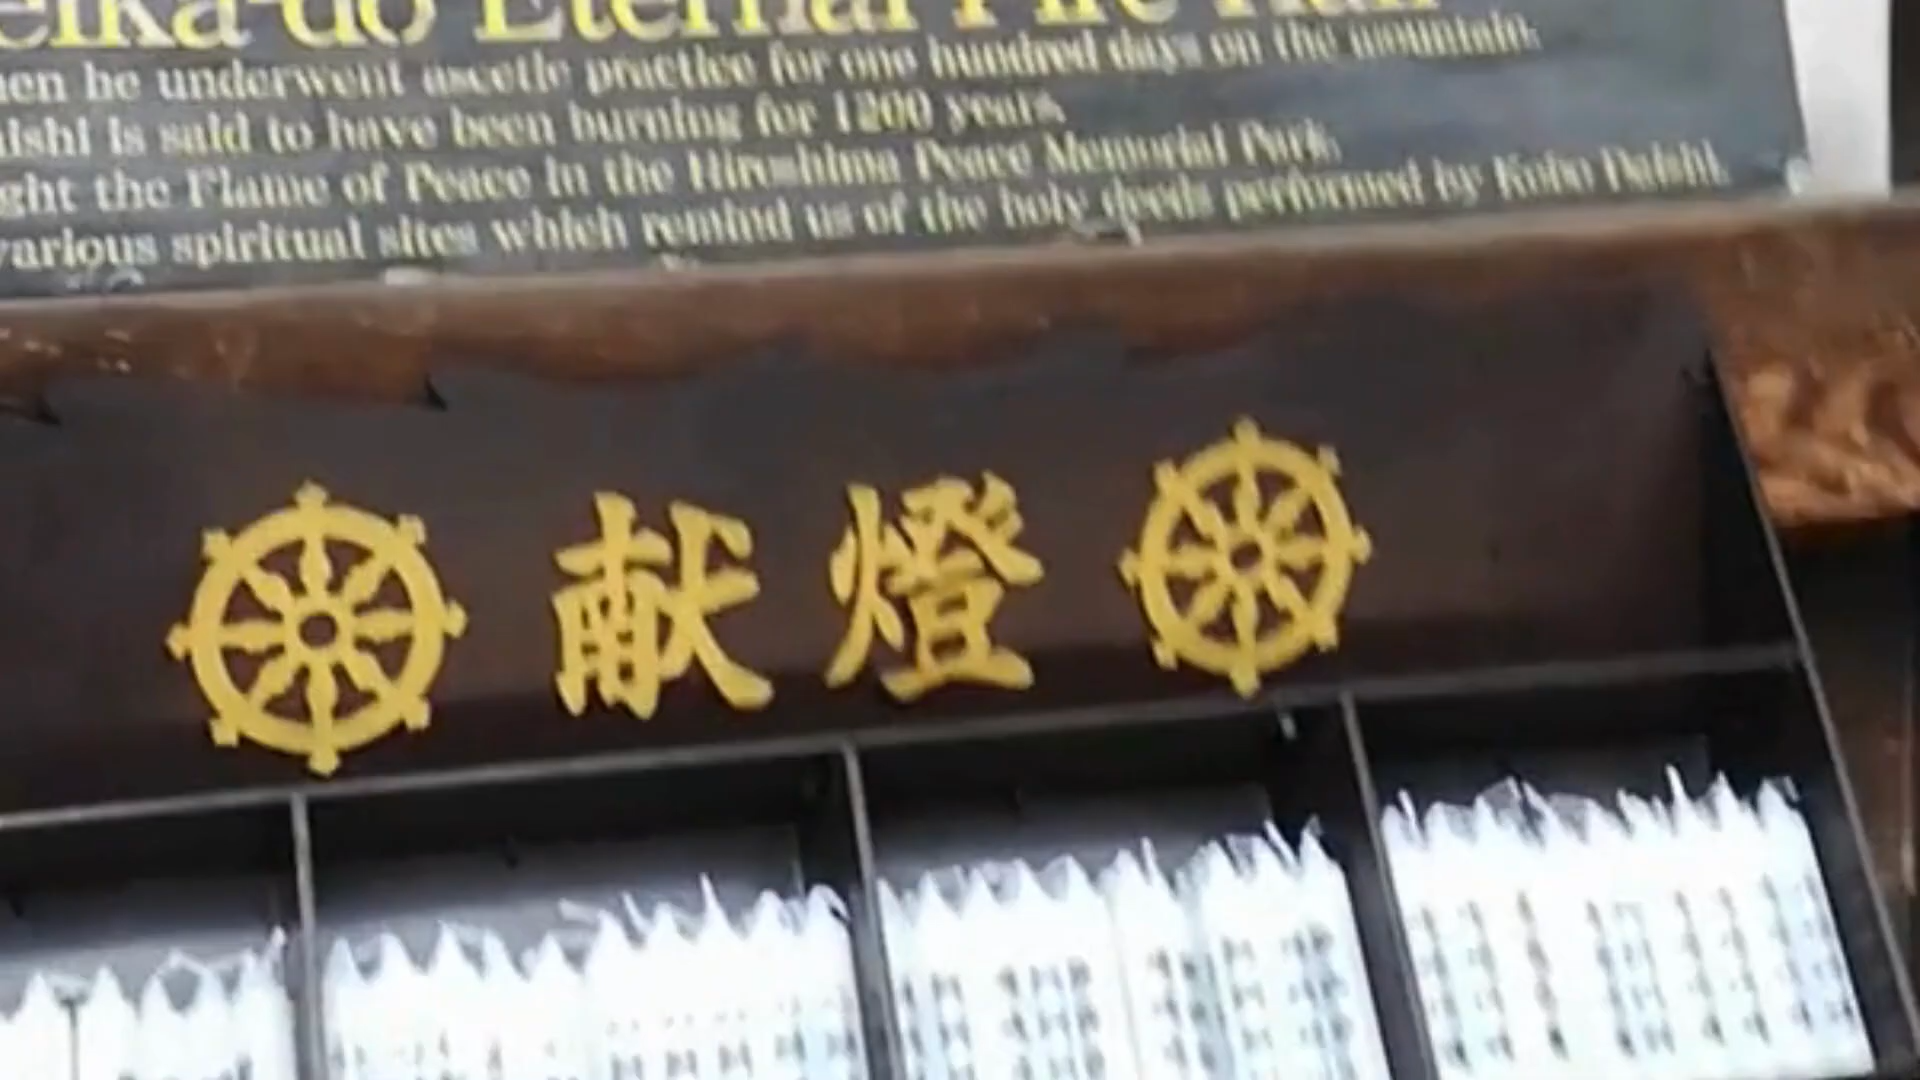 eika-do Eternal Fire Hall
hen he underwent ascetic practice for one hundred days on the mountain.
aishi is said to have been burning for 1200 years.
ght the Flame of Peace in the Hiroshima Peace Memorial Park.
various spiritual sites which remind us of the holy deeds performed by Kobo Daishi.
献燈